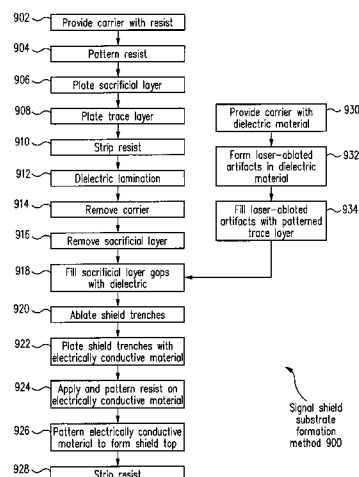 902
Provide carrier with resist
904
Pattern resist
906
Plate sacrificial layer
908
Plate trace layer
910
Strip resist
912
Dielectric lamination
914
Remove carrier
916
Remove sacrificial layer
918
Fill sacrificial layer gaps
with dielectric
920
Ablate shield trenches
922
Plate shield trenches with
electrically conductive material
924
Apply and pattern resist on
electrically conductive material
926
Pattern electrically conductive
material to form shield top
928
Strip resist
930
Provide carrier with
dielectric material
932
Form laser-ablated
artifacts in dielectric
material
934
Fill laser-ablated
artifacts with patterned
trace layer
Signal shield
substrate
formation
method 900